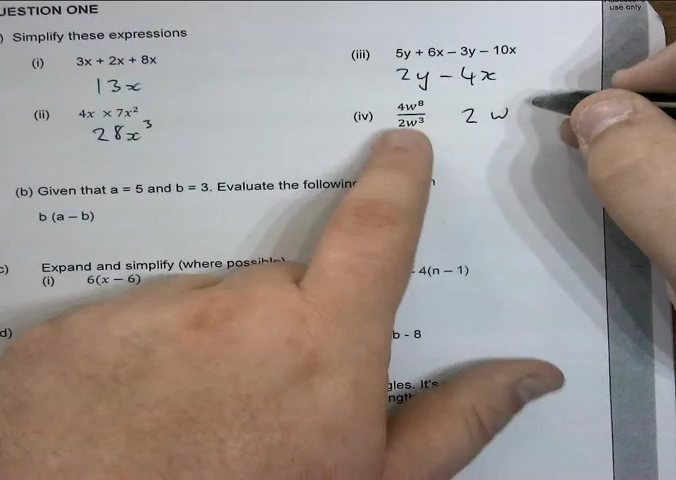 UESTION ONE
use only
) Simplify these expressions
(i) 3x + 2x + 8x
13x
(ii) 4x × 7x²
28x³
(iii) 5y + 6x – 3y – 10x
2y – 4x
(iv) 4w⁸
2w³
2 w
(b) Given that a = 5 and b = 3. Evaluate the following
b (a – b)
c) Expand and simplify (where possible)
(i) 6(x – 6)
- 4(n – 1)
d)
b - 8
gles. It's